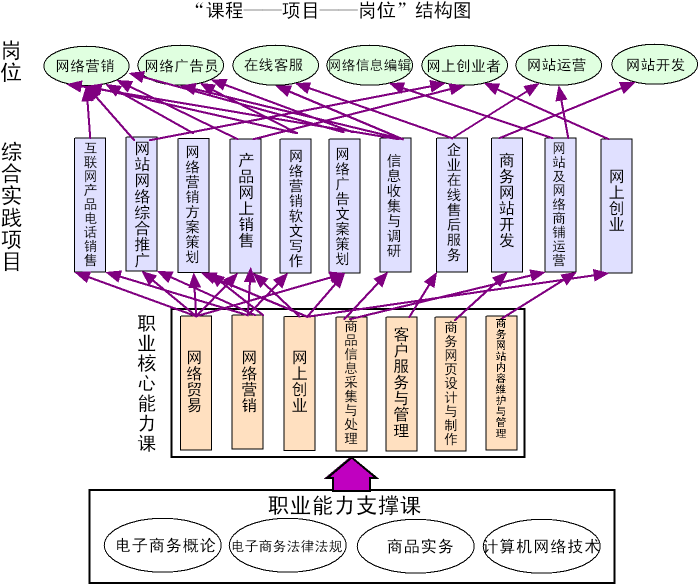 “课程——项目——岗位”结构图
岗位
网络营销
网络广告员
在线客服
网络信息编辑
网上创业者
网站运营
网站开发
综合实践项目
互联网产品电话销售
网站网络综合推广
网络营销方案策划
产品网上销售
网络营销软文写作
网络广告文案策划
信息收集与调研
企业在线售后服务
商务网站开发
网站及网络商铺运营
网上创业
职业核心能力课
网络贸易
网络营销
网上创业
商品信息采集与处理
客户服务与管理
商务网页设计与制作
商务网站内容维护与管理
职业能力支撑课
电子商务概论
电子商务法律法规
商品实务
计算机网络技术